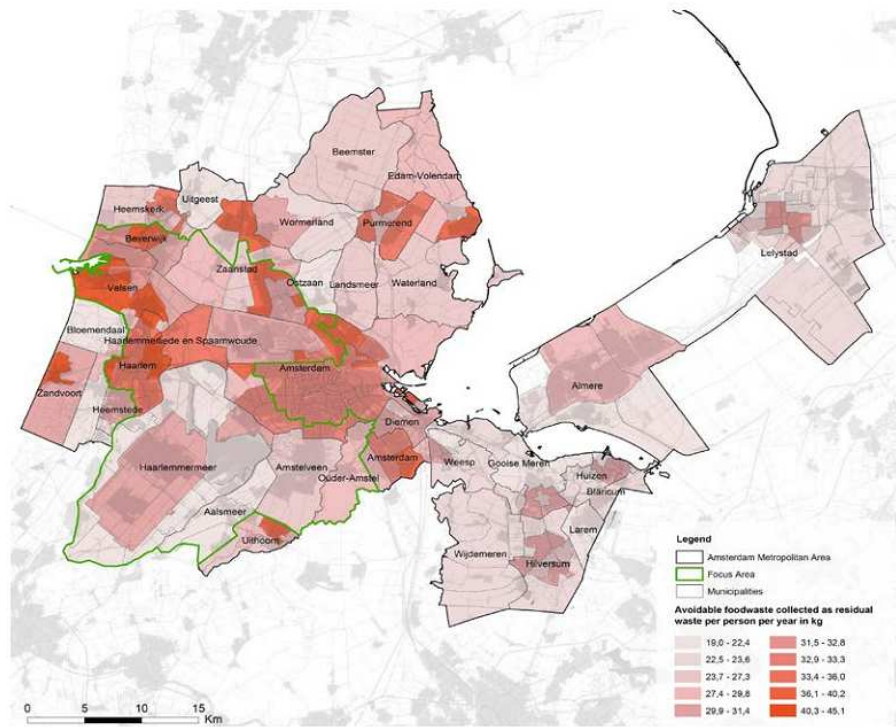 Beemster
Edam-Volendam
Heemskerk
Uitgeest
Wormerland
Purmerend
Beverwijk
Zaanstad
Lelystad
Ostzaan
Landsmeer
Waterland
Velsen
Bloemendaal
Haarlemmerliede en Spaarnwoude
Haarlem
Amsterdam
Almere
Zandvoort
Heemstede
Diemen
Haarlemmermeer
Amstelveen
Amsterdam
Weesp
Gooise Meren
Ouder-Amstel
Huizen
Blaricum
Aalsmeer
Uithoorn
Larem
Wijdemeren
Hilversum
Legend
Amsterdam Metropolitan Area
Focus Area
Municipalities
Avoidable foodwaste collected as residual
waste per person per year in kg
19,0 - 22,4 31,5 - 32,8
22,5 - 23,6 32,9 - 33,3
23,7 - 27,3 33,4 - 36,0
27,4 - 29,8 36,1 - 40,2
29,9 - 31,4 40,3 - 45,1
0 5 10 15
Km